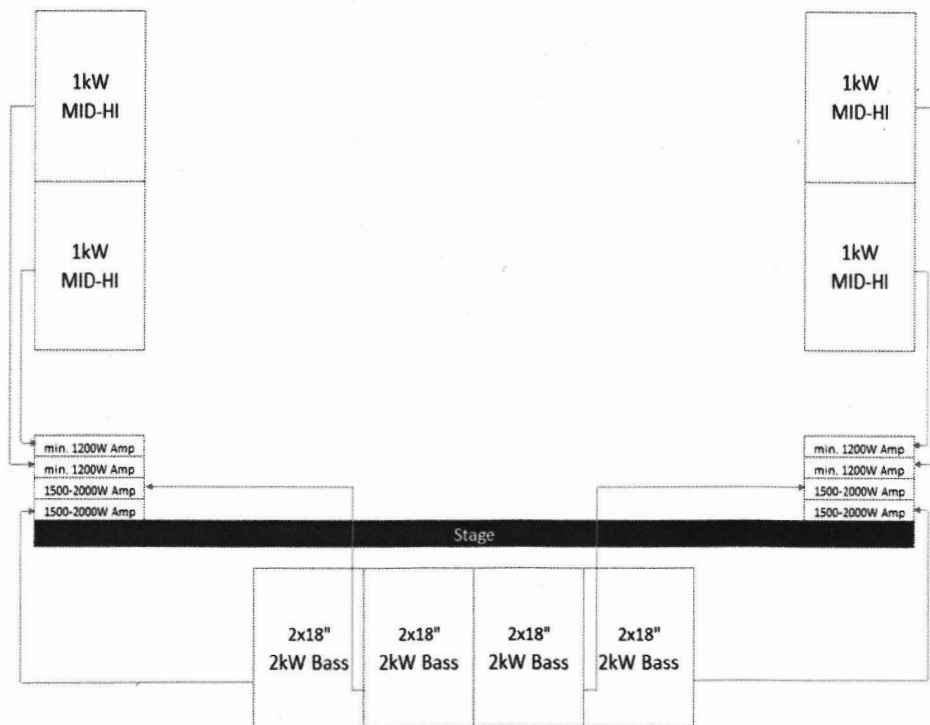 1kW
MID-HI
1kW
MID-HI
1kW
MID-HI
1kW
MID-HI
min. 1200W Amp
min. 1200W Amp
1500-2000W Amp
1500-2000W Amp
min. 1200W Amp
min. 1200W Amp
1500-2000W Amp
1500-2000W Amp
Stage
2x18"
2kW Bass
2x18"
2kW Bass
2x18"
2kW Bass
2x18"
2kW Bass